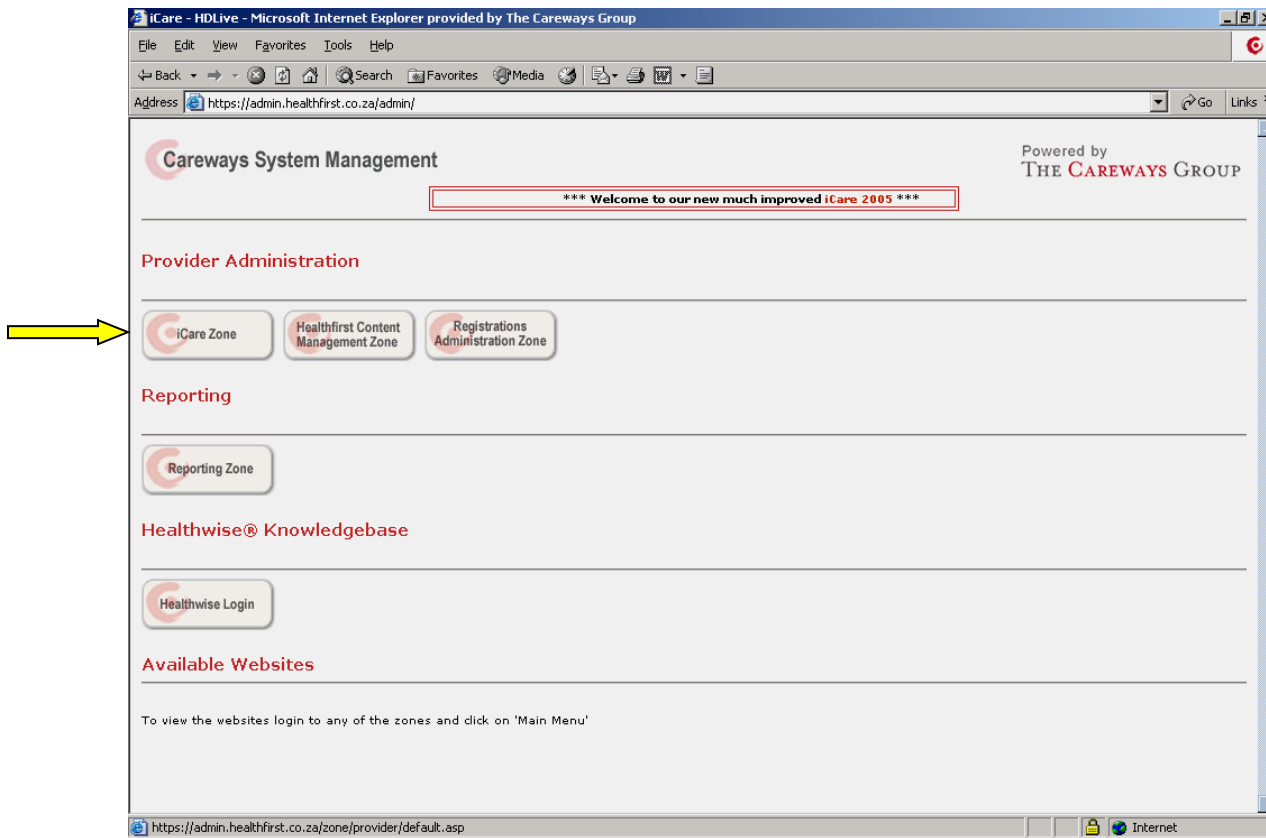 iCare - HDLive - Microsoft Internet Explorer provided by The Careways Group
File Edit View Favorites Tools Help
Back Search Favorites Media
Address https://admin.healthfirst.co.za/admin/ Go Links
Careways System Management
Powered by
THE CAREWAYS GROUP
*** Welcome to our new much improved iCare 2005 ***
Provider Administration
iCare Zone
Healthfirst Content
Management Zone
Registrations
Administration Zone
Reporting
Reporting Zone
Healthwise® Knowledgebase
Healthwise Login
Available Websites
To view the websites login to any of the zones and click on 'Main Menu'
https://admin.healthfirst.co.za/zone/provider/default.asp Internet